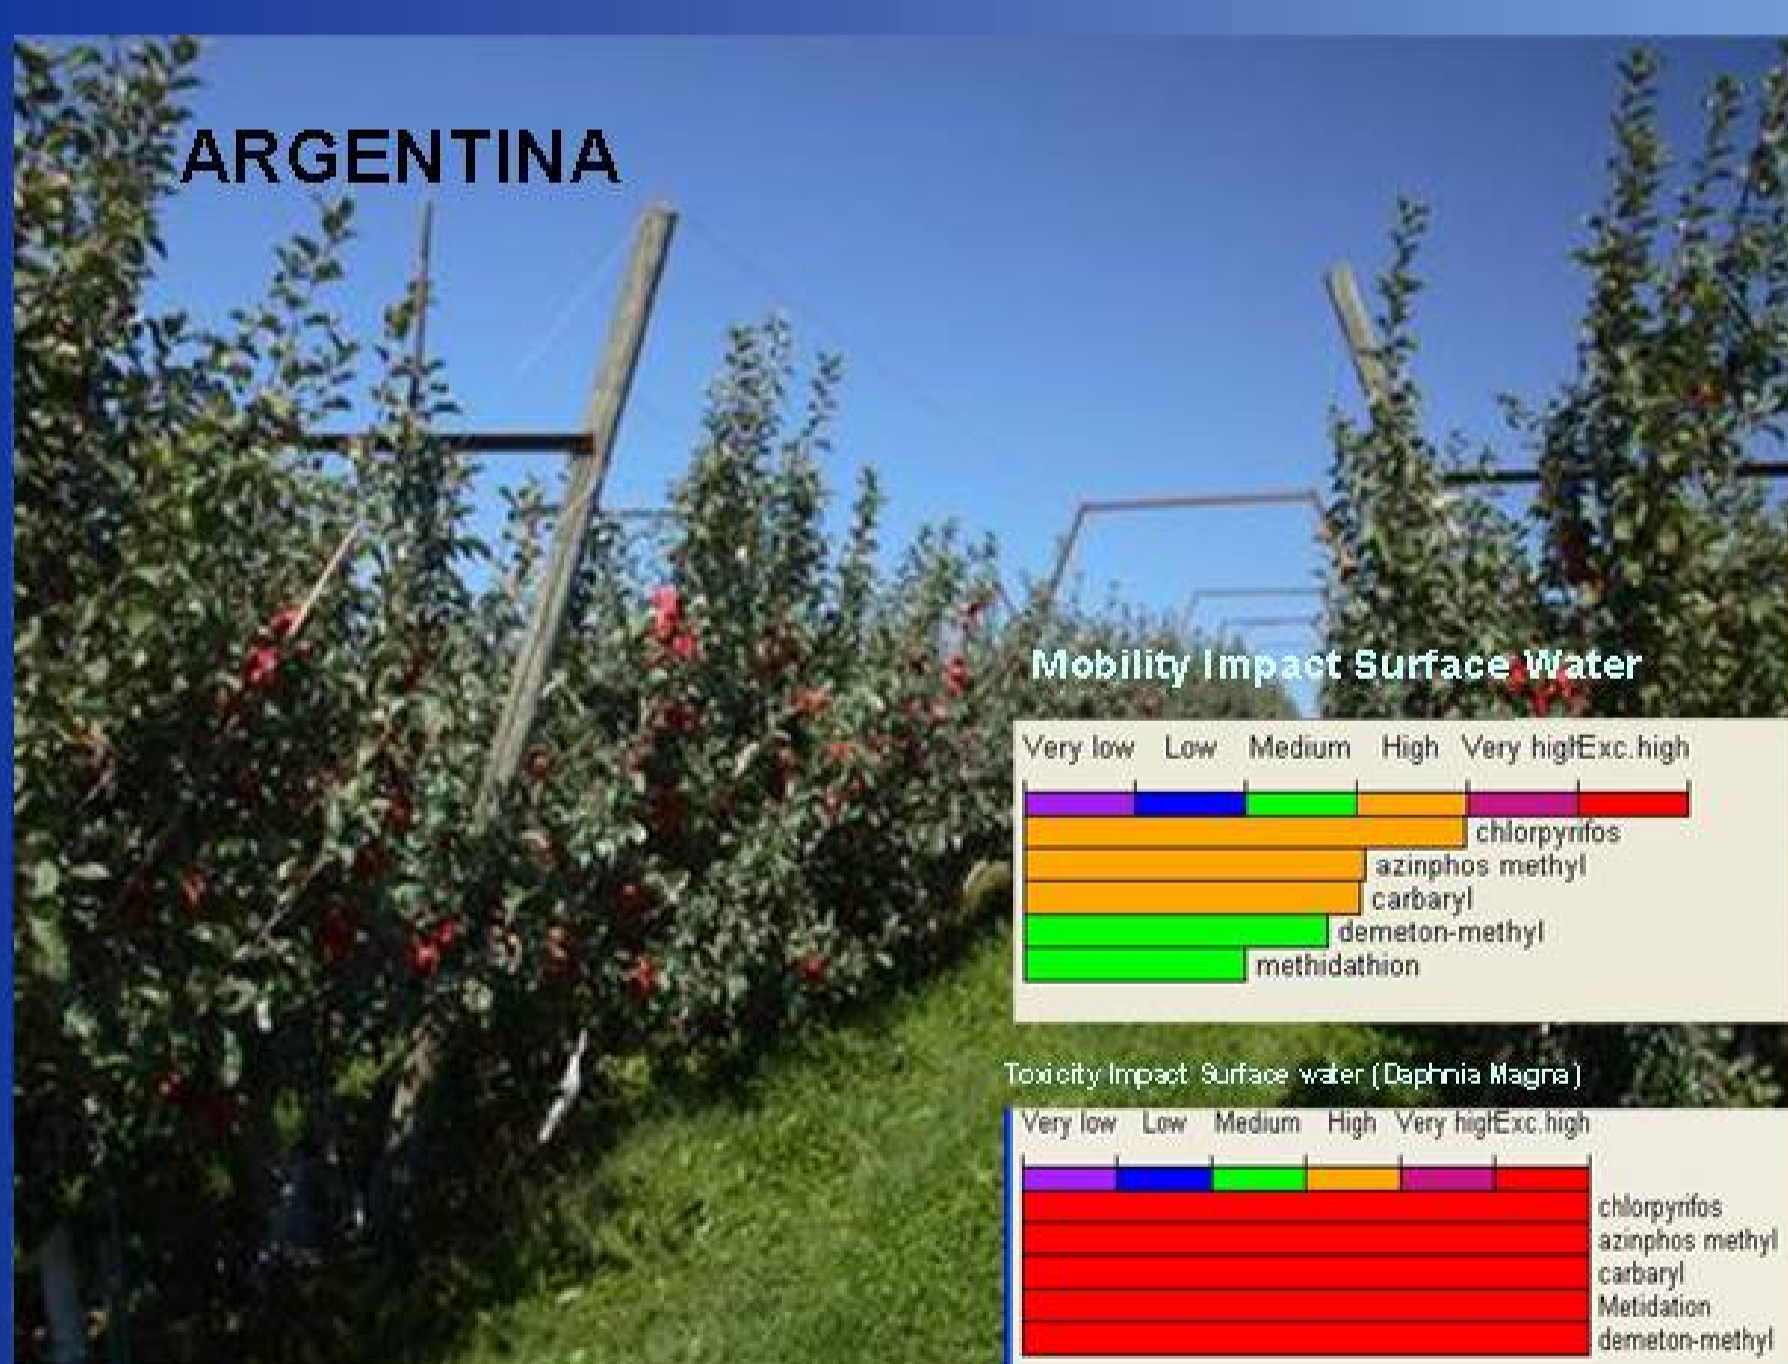 ARGENTINA
Mobility Impact Surface Water
Very low Low Medium High Very high Exc.high
chlorpyrifos
azinphos methyl
carbaryl
demeton-methyl
methidathion
Toxicity Impact Surface water (Daphnia Magna)
Very low Low Medium High Very high Exc.high
chlorpyrifos
azinphos methyl
carbaryl
Metidation
demeton-methyl